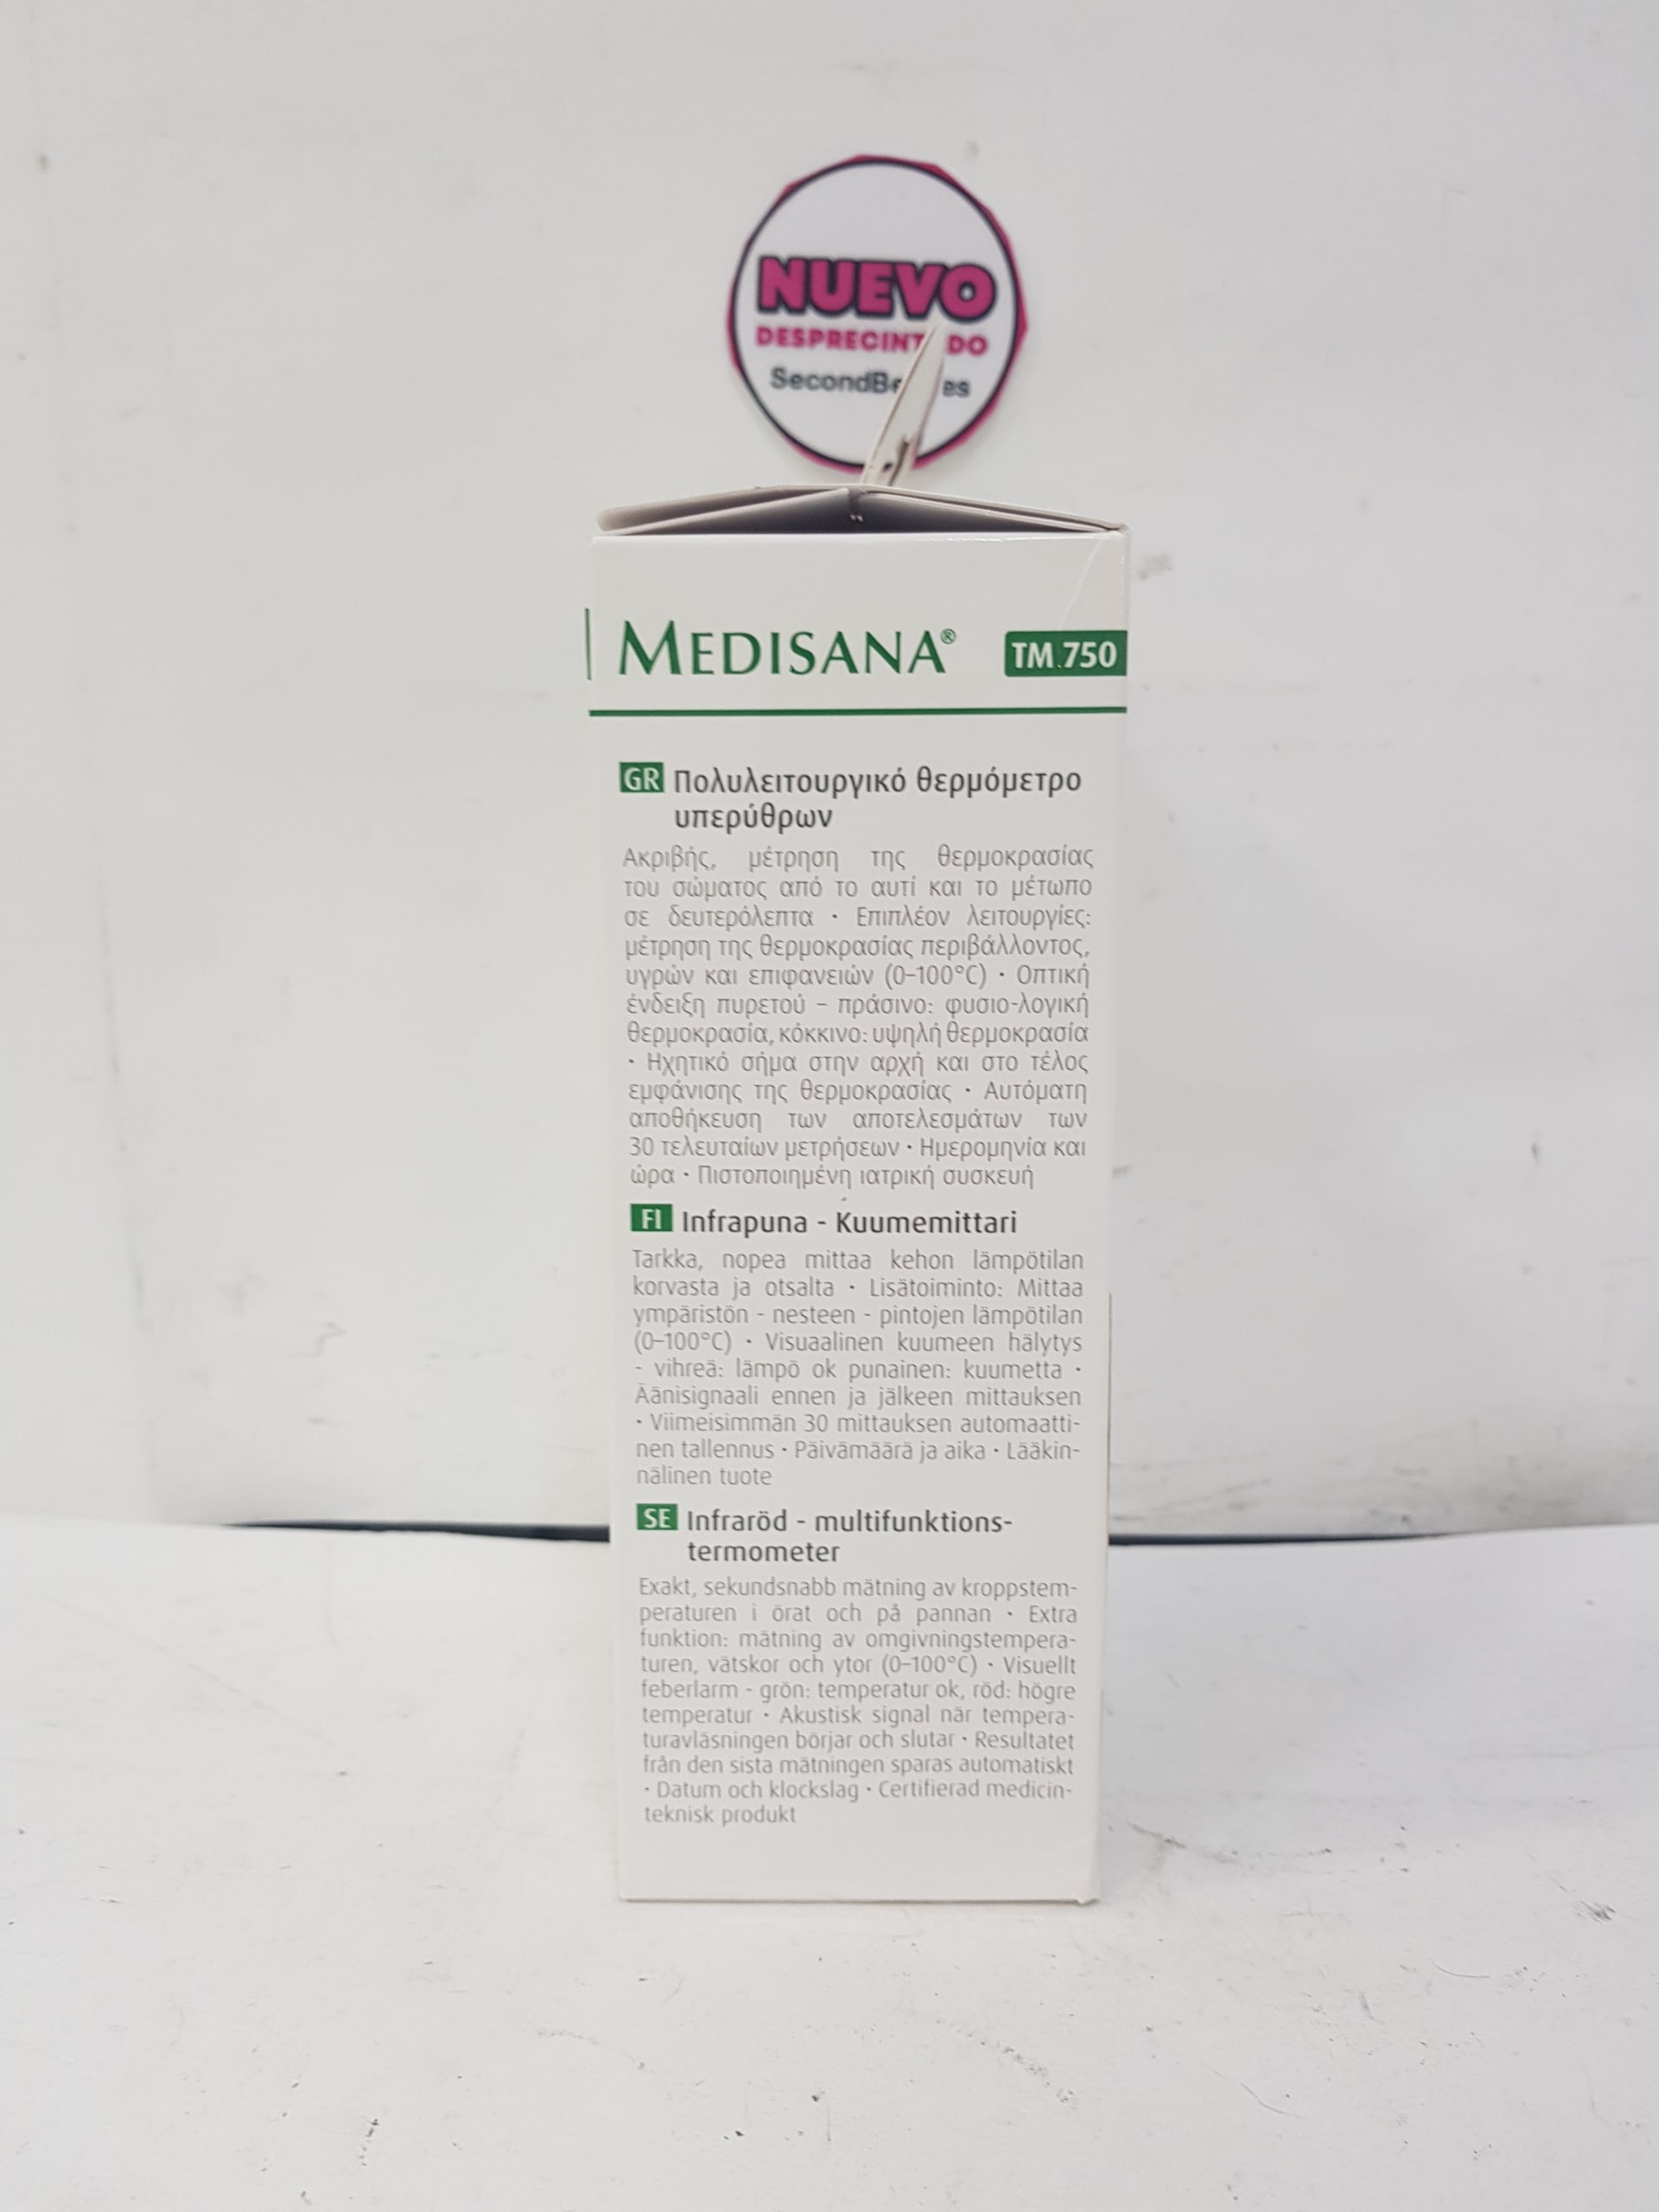 NUEVO
DESPRECINT DO
MEDISANA® TM 750
GR Πολυλειτουργικό θερμόμετρο
υπερύθρων
Ακριβής, μέτρηση της θερμοκρασίας
του σώματος από το αυτί και το μέτωπο
σε δευτερόλεπτα · Επιπλέον λειτουργίες:
μέτρηση της θερμοκρασίας περιβάλλοντος,
υγρών και επιφανειών (0–100°C) · Οπτική
ένδειξη πυρετού – πράσινο: φυσιο-λογική
θερμοκρασία, κόκκινο: υψηλή θερμοκρασία
· Ηχητικό σήμα στην αρχή και στο τέλος
εμφάνισης της θερμοκρασίας · Αυτόματη
αποθήκευση των αποτελεσμάτων των
30 τελευταίων μετρήσεων · Ημερομηνία και
ώρα · Πιστοποιημένη ιατρική συσκευή
FI Infrapuna - Kuumemittari
Tarkka, nopea mittaa kehon lämpötilan
korvasta ja otsalta · Lisätoiminto: Mittaa
ympäristön - nesteen - pintojen lämpötilan
(0–100°C) · Visuaalinen kuumeen hälytys
- vihreä: lämpö ok punainen: kuumetta ·
Äänisignaali ennen ja jälkeen mittauksen
· Viimeisimmän 30 mittauksen automaatti-
nen tallennus · Päivämäärä ja aika · Lääkin-
nälinen tuote
SE Infraröd - multifunktions-
termometer
Exakt, sekundsnabb mätning av kroppstem-
peraturen i örat och på pannan · Extra
funktion: mätning av omgivningstempera-
turen, vätskor och ytor (0–100°C) · Visuellt
feberlarm - grön: temperatur ok, röd: högre
temperatur · Akustisk signal när tempera-
turavläsningen börjar och slutar · Resultatet
från den sista mätningen sparas automatiskt
· Datum och klockslag · Certifierad medicin-
teknisk produkt